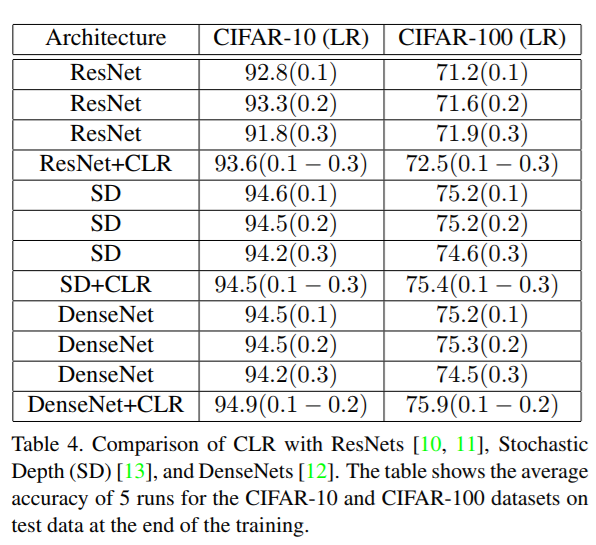 Architecture CIFAR-10 (LR) CIFAR-100 (LR)
ResNet 92.8(0.1) 71.2(0.1)
ResNet 93.3(0.2) 71.6(0.2)
ResNet 91.8(0.3) 71.9(0.3)
ResNet+CLR 93.6(0.1 − 0.3) 72.5(0.1 − 0.3)
SD 94.6(0.1) 75.2(0.1)
SD 94.5(0.2) 75.2(0.2)
SD 94.2(0.3) 74.6(0.3)
SD+CLR 94.5(0.1 − 0.3) 75.4(0.1 − 0.3)
DenseNet 94.5(0.1) 75.2(0.1)
DenseNet 94.5(0.2) 75.3(0.2)
DenseNet 94.2(0.3) 74.5(0.3)
DenseNet+CLR 94.9(0.1 − 0.2) 75.9(0.1 − 0.2)
Table 4. Comparison of CLR with ResNets [10, 11], Stochastic
Depth (SD) [13], and DenseNets [12]. The table shows the average
accuracy of 5 runs for the CIFAR-10 and CIFAR-100 datasets on
test data at the end of the training.